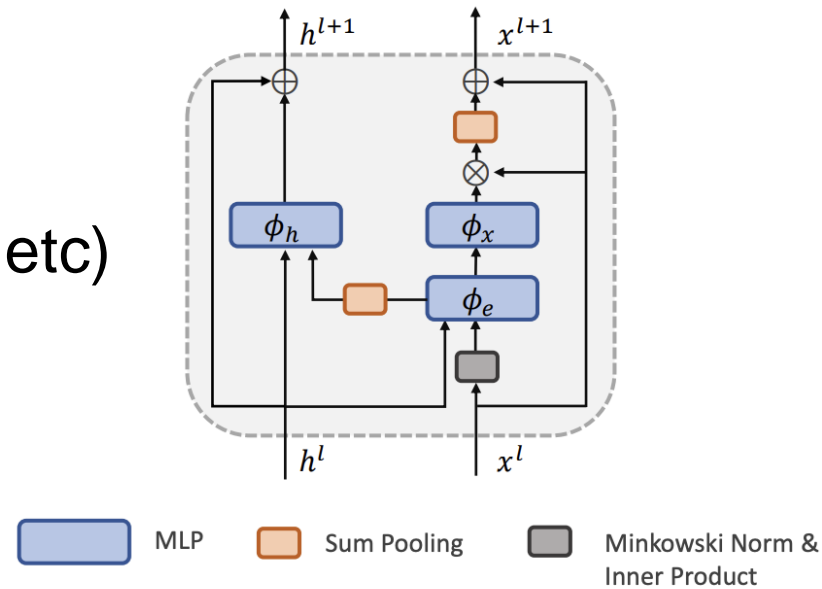 h^{l+1} x^{l+1}
ϕ_h ϕ_x
etc)
ϕ_e
h^l x^l
MLP Sum Pooling Minkowski Norm &
Inner Product